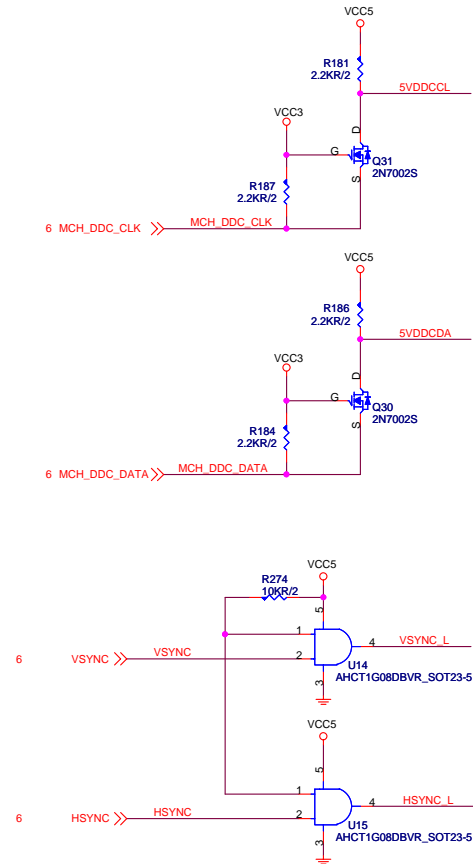 VCC5
R181
2.2KR/2
5VDDCCL
VCC3
D
G
Q31
2N7002S
S
R187
2.2KR/2
6 MCH_DDC_CLK
MCH_DDC_CLK
VCC5
R186
2.2KR/2
5VDDCDA
VCC3
D
G
Q30
2N7002S
S
R184
2.2KR/2
6 MCH_DDC_DATA
MCH_DDC_DATA
VCC5
R274
10KR/2
5
1
4
VSYNC_L
6
VSYNC
VSYNC
2
3
U14
AHCT1G08DBVR_SOT23-5
VCC5
5
1
4
HSYNC_L
6
HSYNC
HSYNC
2
3
U15
AHCT1G08DBVR_SOT23-5